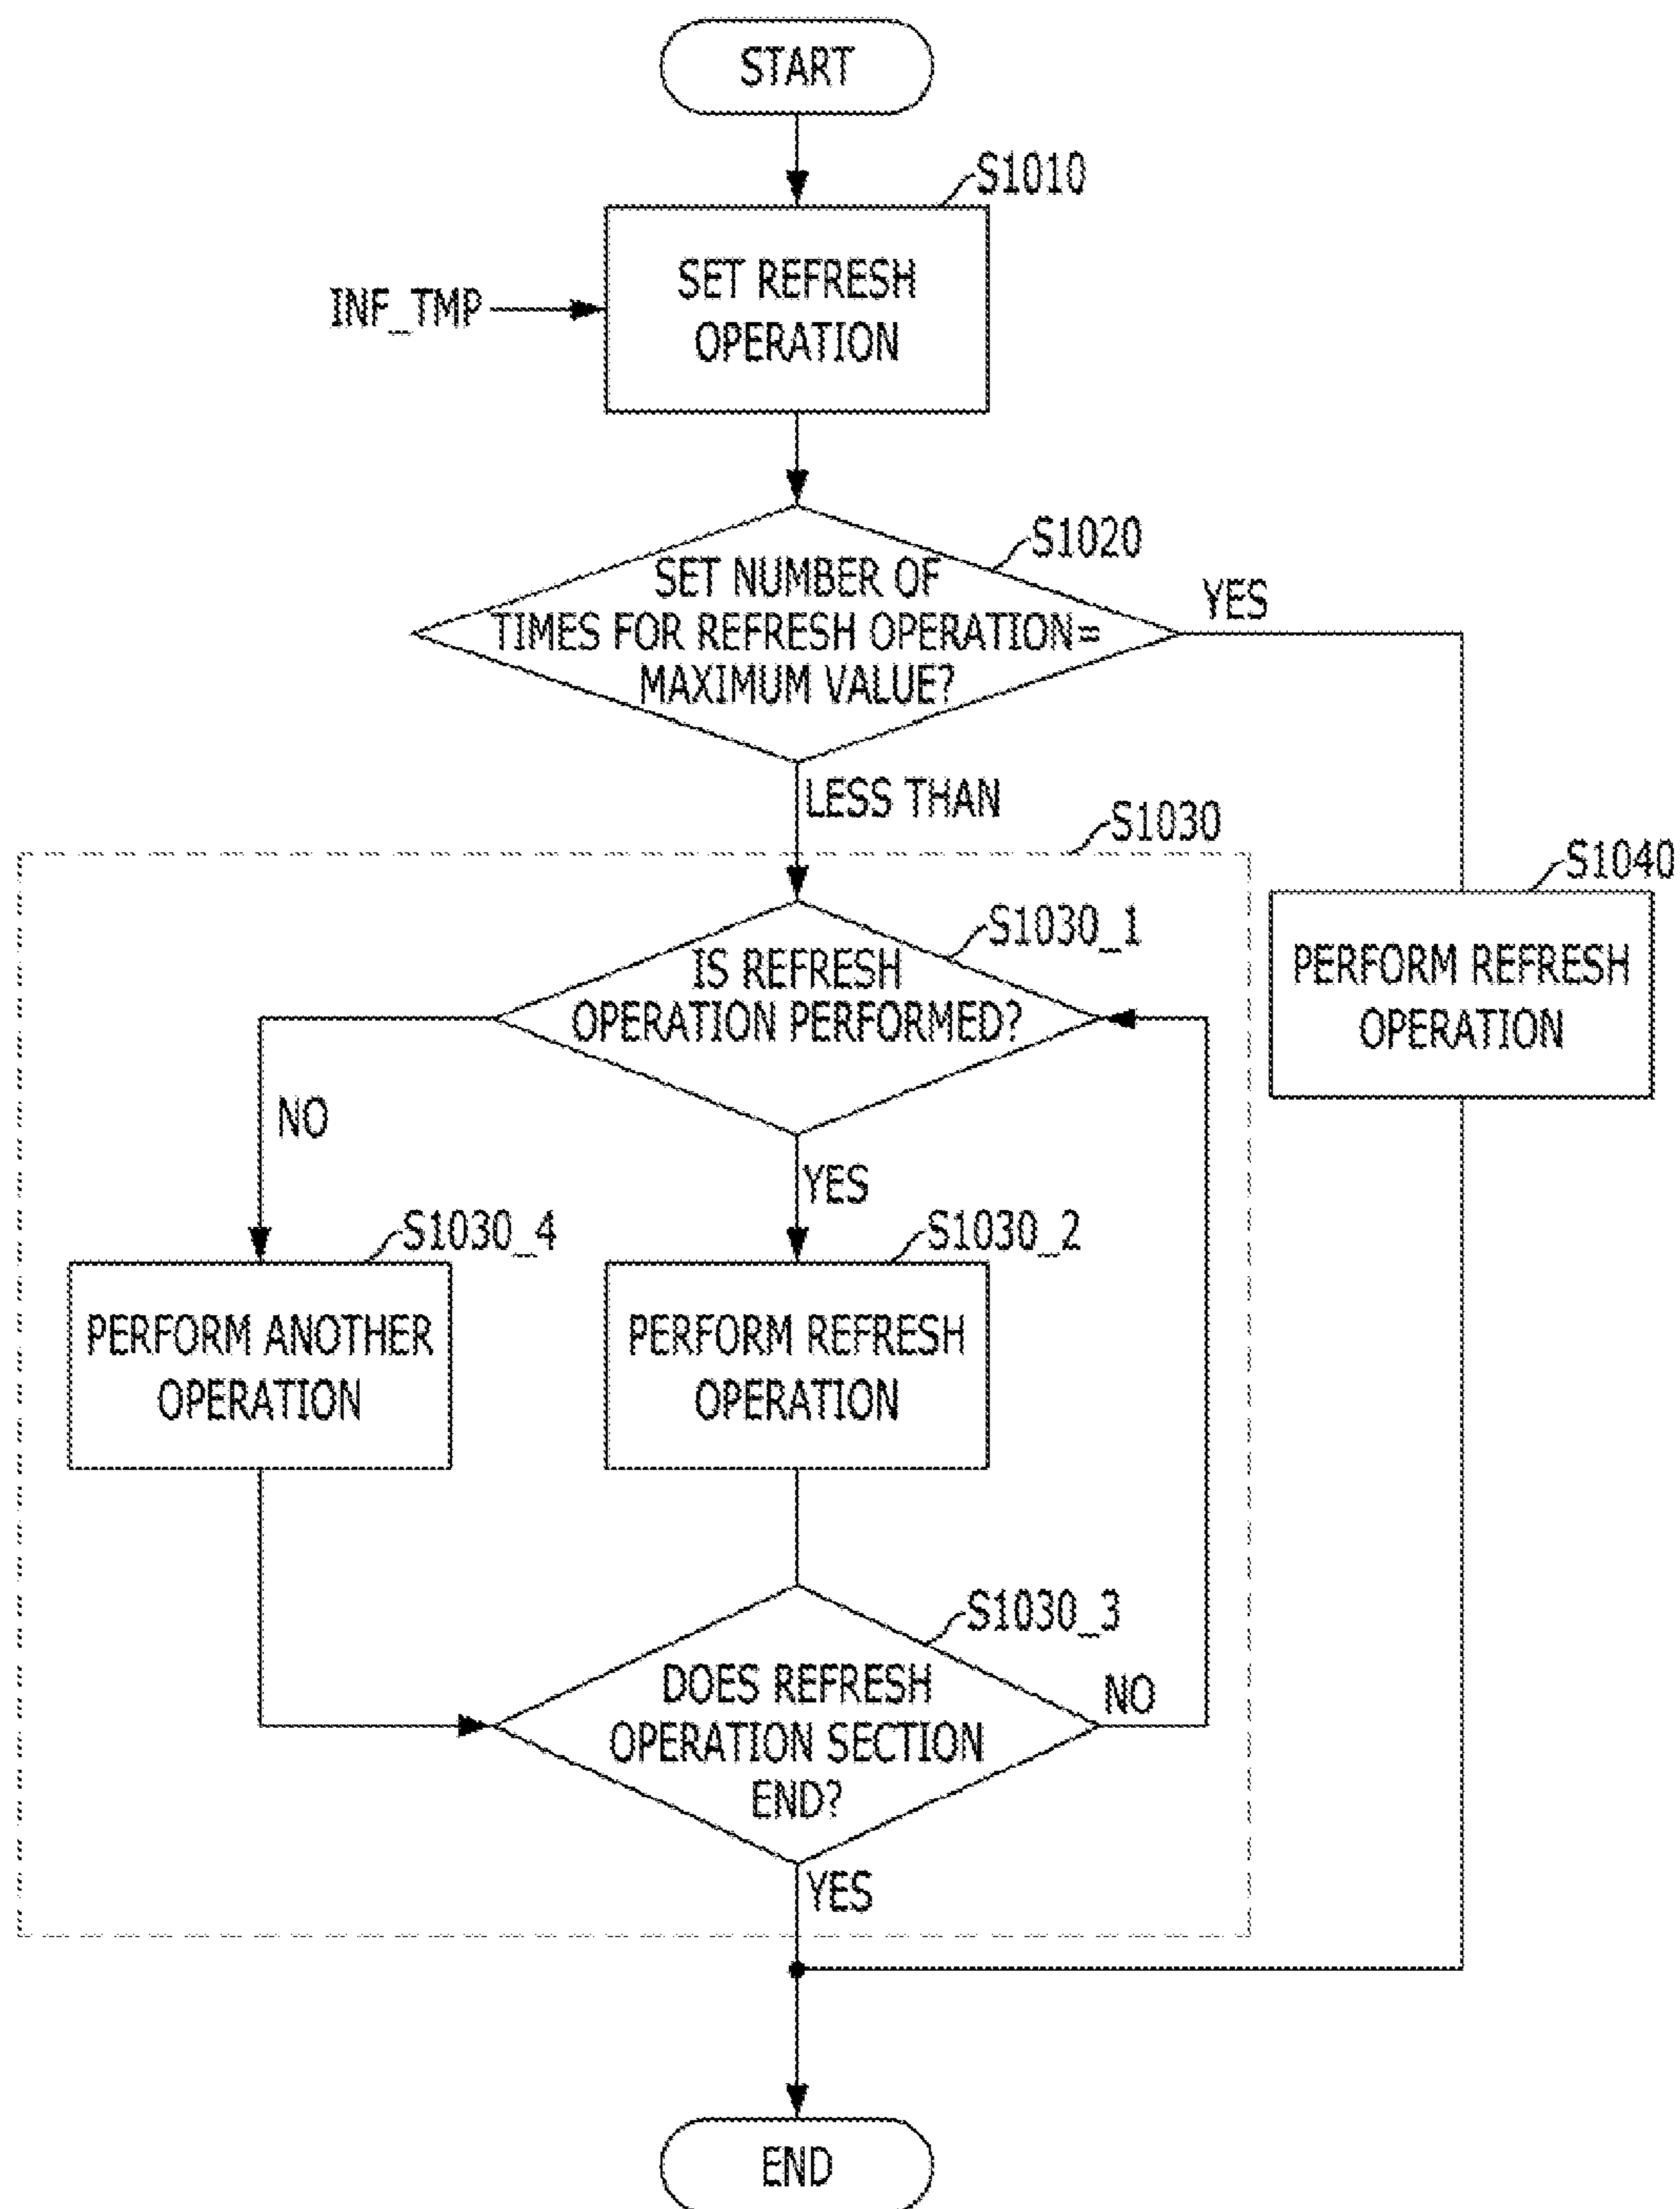 START
S1010
SET REFRESH
OPERATION
INF_TMP
S1020
SET NUMBER OF
TIMES FOR REFRESH OPERATION=
MAXIMUM VALUE?
YES
LESS THAN
S1030
S1040
PERFORM REFRESH
OPERATION
S1030_1
IS REFRESH
OPERATION PERFORMED?
NO
YES
S1030_4
PERFORM ANOTHER
OPERATION
S1030_2
PERFORM REFRESH
OPERATION
S1030_3
DOES REFRESH
OPERATION SECTION
END?
NO
YES
END